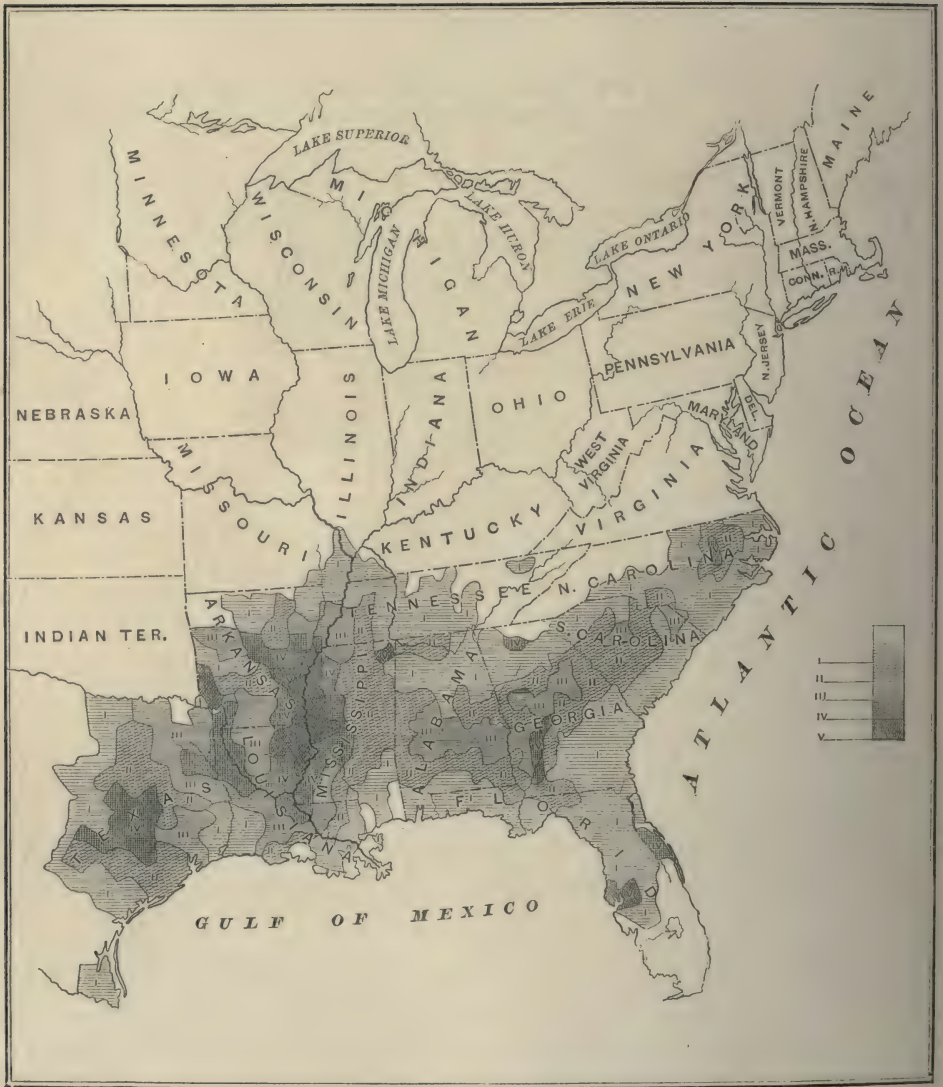 LAKE SUPERIOR
MAINE
MINNESOTA
WISCONSIN
MICHIGAN
LAKE HURON
LAKE MICHIGAN
VERMONT
N. HAMPSHIRE
LAKE ONTARIO
NEW YORK
MASS.
CONN.
R.I.
LAKE ERIE
IOWA
ILLINOIS
INDIANA
OHIO
PENNSYLVANIA
N. JERSEY
NEBRASKA
DEL.
MARYLAND
WEST
VIRGINIA
VIRGINIA
MISSOURI
KANSAS
KENTUCKY
ATLANTIC OCEAN
TENNESSEE
N. CAROLINA
INDIAN TER.
ARKANSAS
S. CAROLINA
MISSISSIPPI
ALABAMA
GEORGIA
LOUISIANA
TEXAS
FLORIDA
I
II
III
IV
V
GULF OF MEXICO